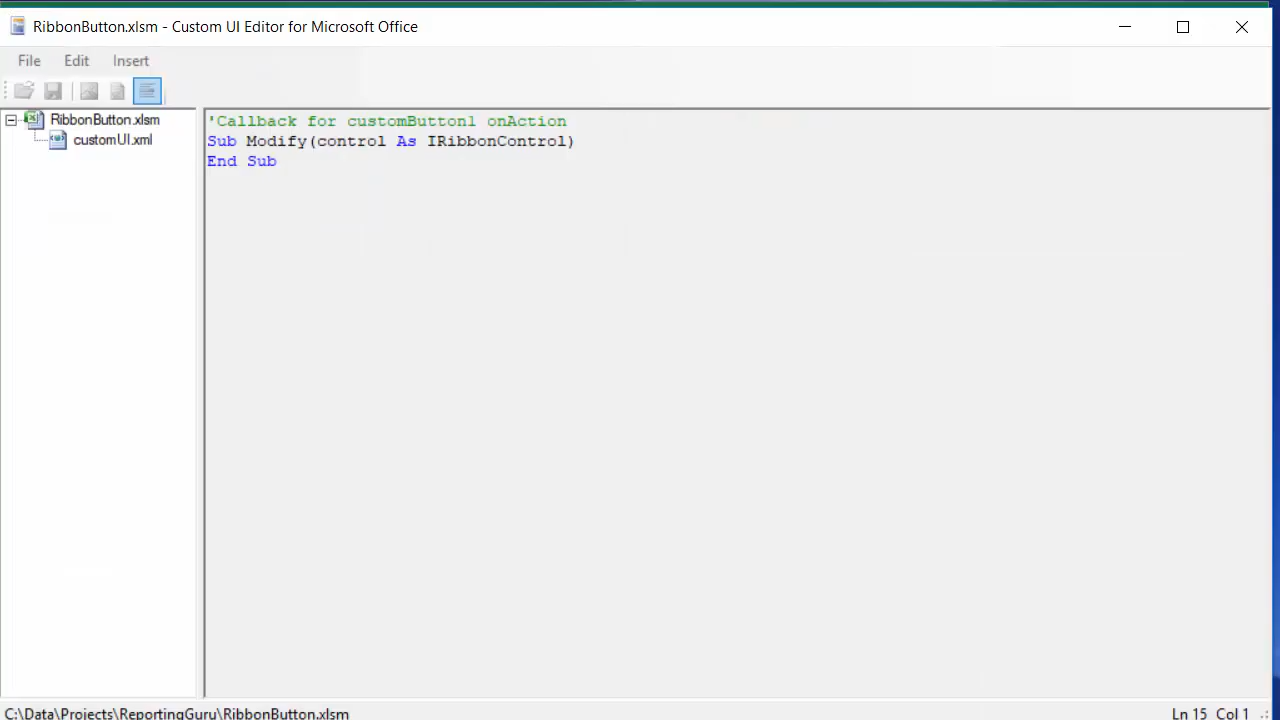 RibbonButton.xlsm - Custom UI Editor for Microsoft Office
File Edit Insert
RibbonButton.xlsm
customUI.xml
'Callback for customButton1 onAction
Sub Modify(control As IRibbonControl)
End Sub
C:\Data\Projects\ReportingGuru\RibbonButton.xlsm
Ln 15 Col 1